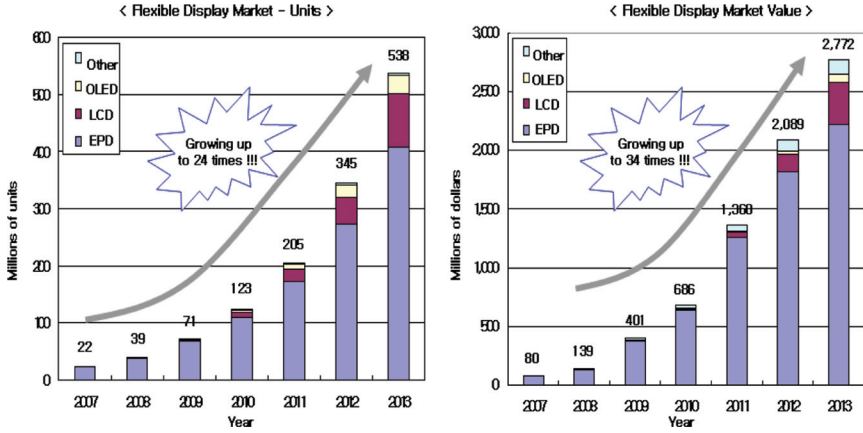 < Flexible Display Market - Units >
600
500
400
300
200
100
0
Millions of units
Other
OLED
LCD
EPD
Growing up
to 24 times !!!
22
39
71
123
205
345
538
2007
2008
2009
2010
2011
2012
2013
Year
< Flexible Display Market Value >
3,000
2,500
2,000
1,500
1,000
500
0
Millions of dollars
Other
OLED
LCD
EPD
Growing up
to 34 times !!!
80
139
401
686
1,368
2,089
2,772
2007
2008
2009
2010
2011
2012
2013
Year